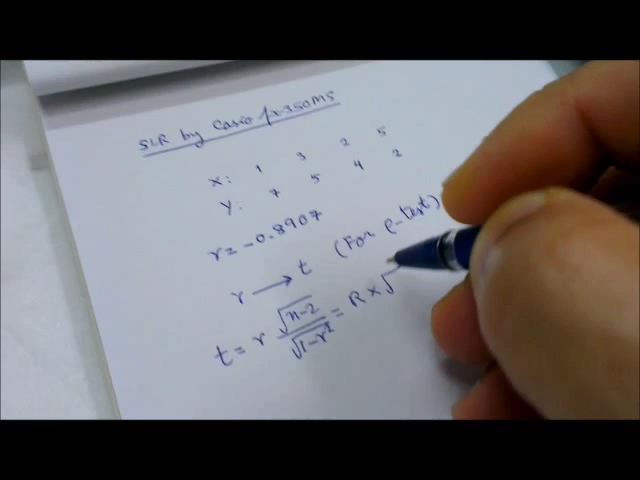 SLR by Casio fx-350MS
X: 1 3 2 5
Y: 7 5 4 2
r = -0.8907
r → t (For e-test)
t = r √n-2 / √1-r² = R × √